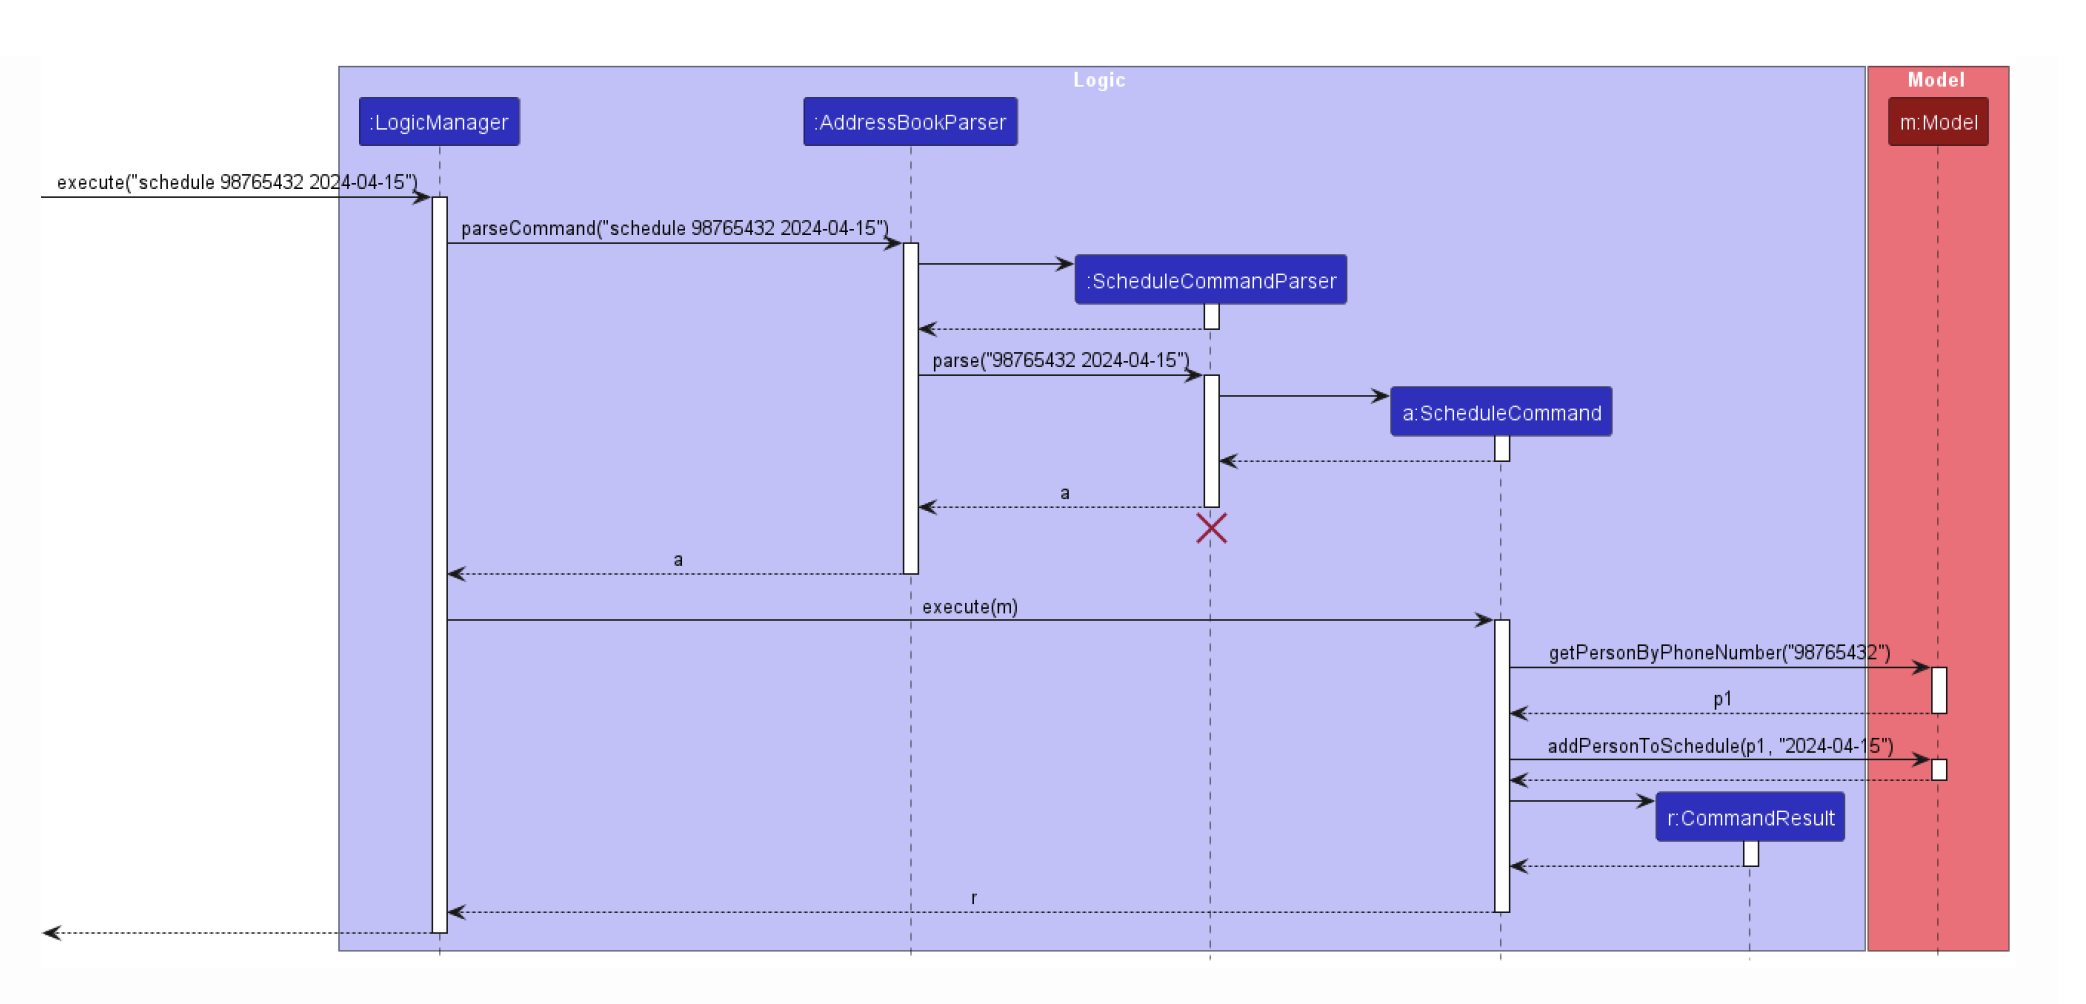 Logic
Model
:LogicManager
:AddressBookParser
m:Model
execute("schedule 98765432 2024-04-15")
parseCommand("schedule 98765432 2024-04-15")
:ScheduleCommandParser
parse("98765432 2024-04-15")
a:ScheduleCommand
a
a
execute(m)
getPersonByPhoneNumber("98765432")
p1
addPersonToSchedule(p1, "2024-04-15")
r:CommandResult
r